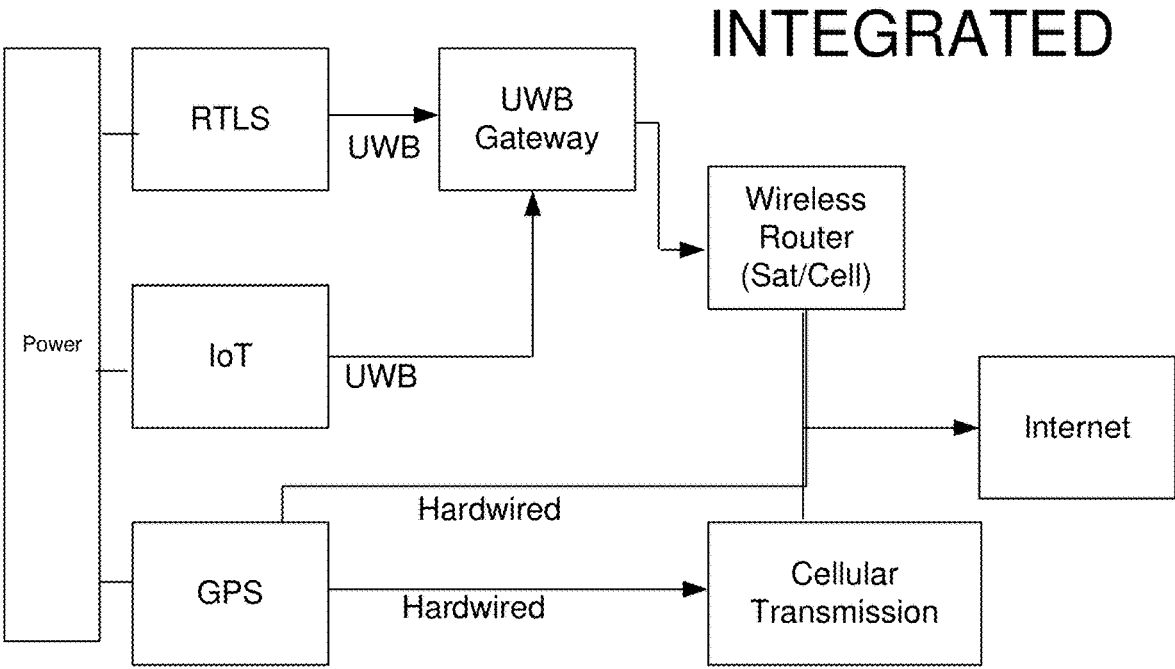 INTEGRATED
RTLS
UWB
UWB
Gateway
Wireless
Router
(Sat/Cell)
Power
IoT
UWB
Internet
Hardwired
GPS
Hardwired
Cellular
Transmission